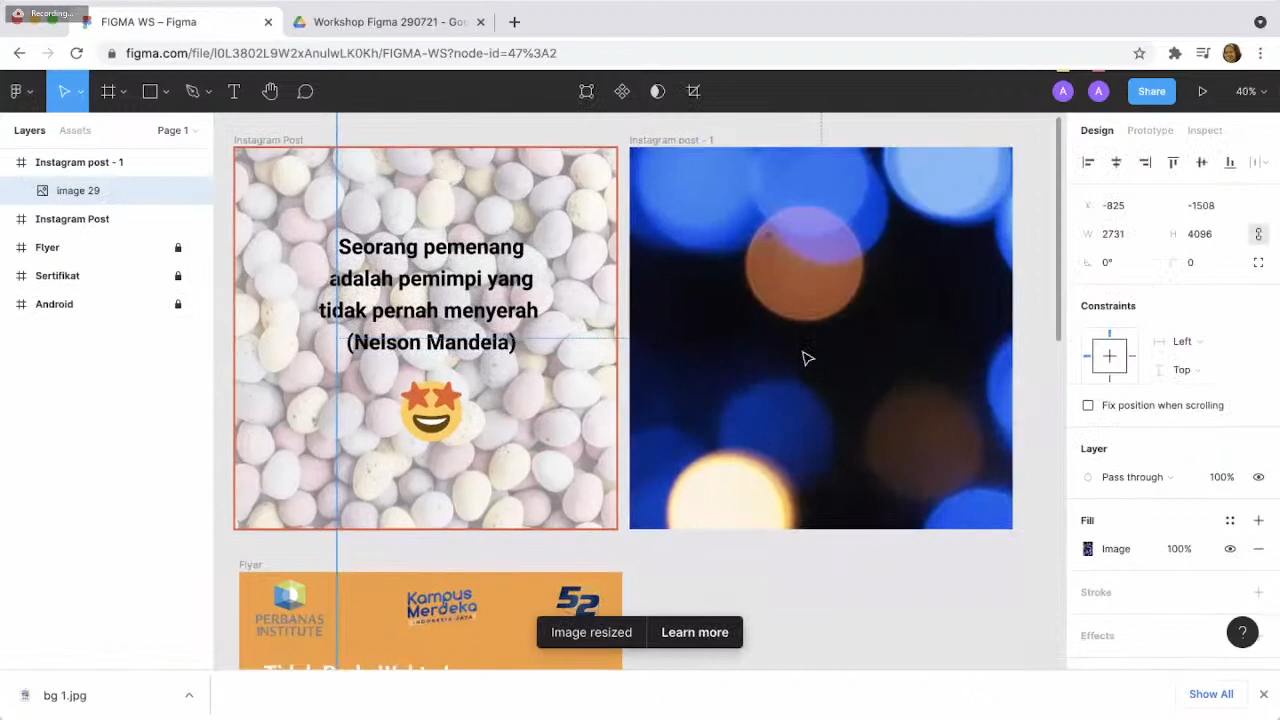 Recording...
FIGMA WS – Figma
Workshop Figma 290721 - Go
figma.com/file/l0L3802L9W2xAnulwLK0Kh/FIGMA-WS?node-id=47%3A2
A
A
Share
40%
Layers
Assets
Page 1
Instagram post - 1
image 29
Instagram Post
Flyer
Sertifikat
Android
Instagram Post
Instagram post - 1
Seorang pemenang
adalah pemimpi yang
tidak pernah menyerah
(Nelson Mandela)
Flyar
PERBANAS
INSTITUTE
Kampus
Merdeka
INDONESIA JAYA
52
Image resized
Learn more
Design
Prototype
Inspect
X
-825
-1508
W
2731
H
4096
0°
0
Constraints
Left
Top
Fix position when scrolling
Layer
Pass through
100%
Fill
Image
100%
Stroke
Effects
?
bg 1.jpg
Show All